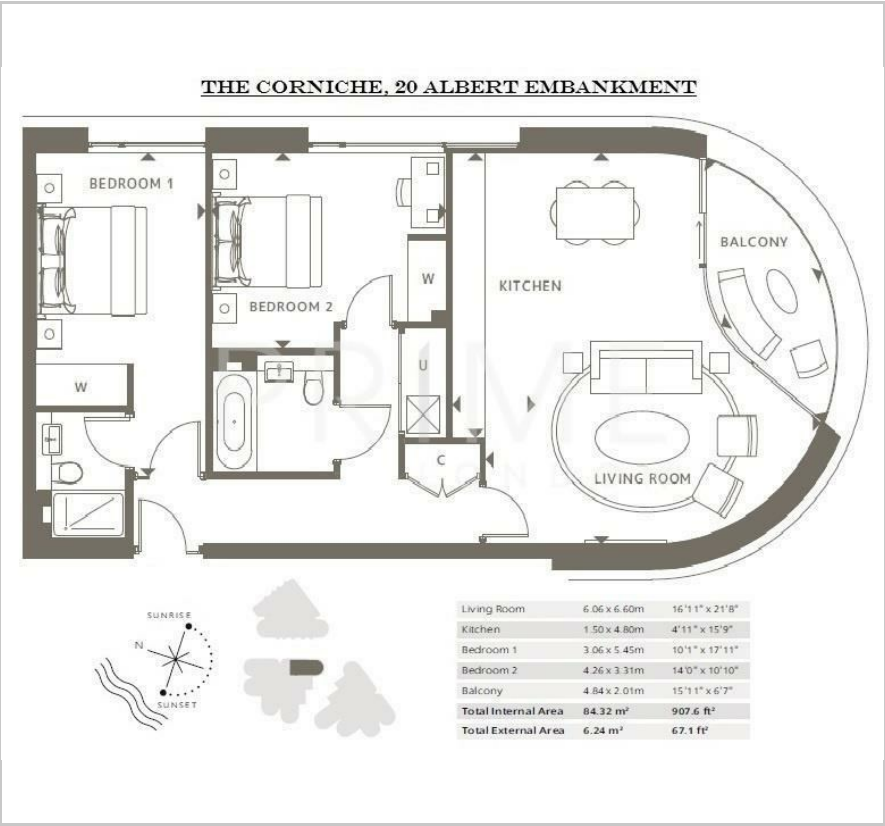 THE CORNICHE, 20 ALBERT EMBANKMENT
BEDROOM 1
BEDROOM 2
W
W
KITCHEN
BALCONY
U
C
LIVING ROOM
PRIME
LONDON
SUNRISE
N
SUNSET
Living Room 6.06 x 6.60m 16'11" x 21'8"
Kitchen 1.50 x 4.80m 4'11" x 15'9"
Bedroom 1 3.06 x 5.45m 10'1" x 17'11"
Bedroom 2 4.26 x 3.31m 14'0" x 10'10"
Balcony 4.84 x 2.01m 15'11" x 6'7"
Total Internal Area 84.32 m² 907.6 ft²
Total External Area 6.24 m² 67.1 ft²